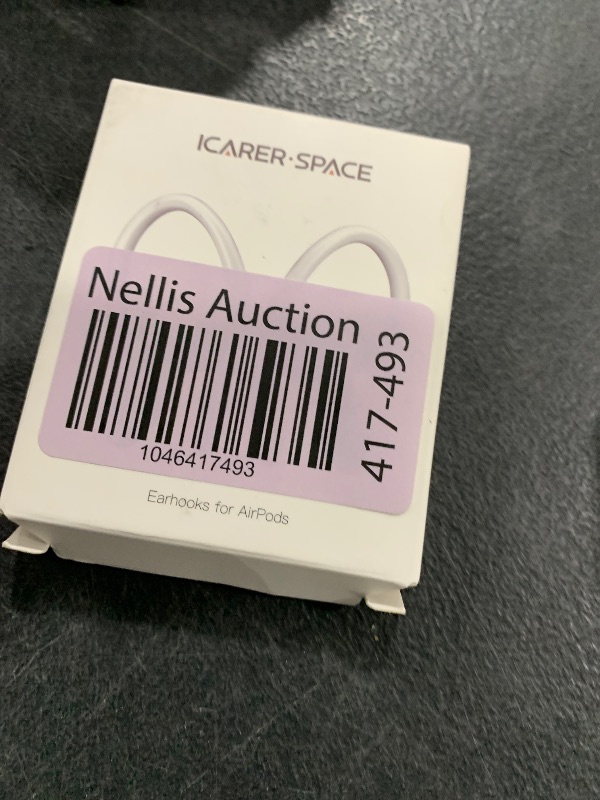 ICARER·SPACE
Nellis Auction
417-493
1046417493
Earhooks for AirPods